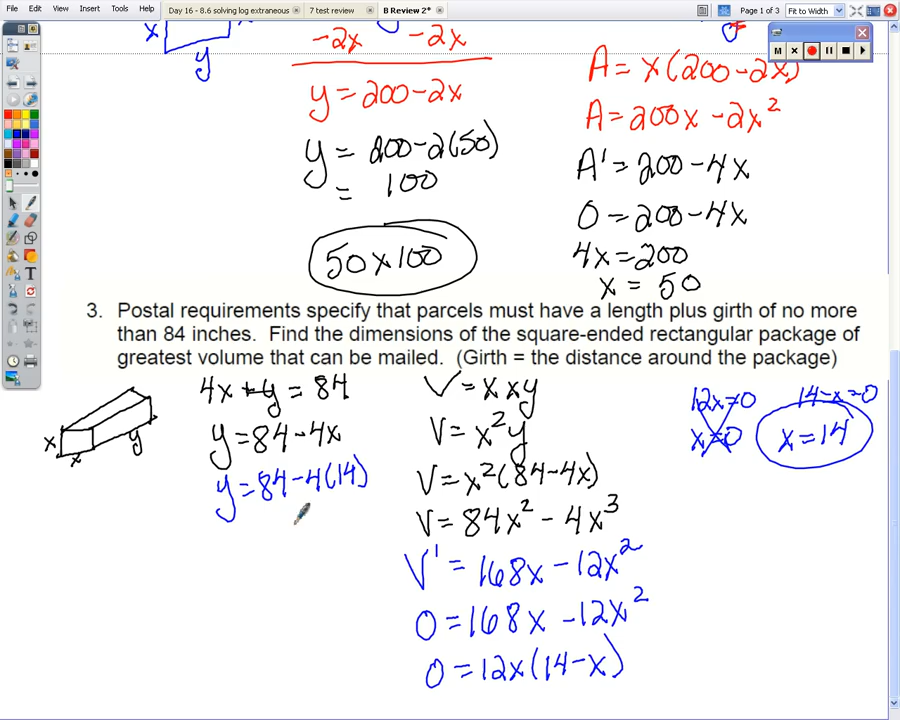 File Edit View Insert Tools Help
Day 16 - 8.6 solving log extraneous
7 test review
B Review 2*
Page 1 of 3
Fit to Width
x
y
-2x -2x
y = 200 - 2x
y = 200 - 2(50)
= 100
50 x 100
A = x(200 - 2x)
A = 200x - 2x²
A' = 200 - 4x
0 = 200 - 4x
4x = 200
x = 50
M
3. Postal requirements specify that parcels must have a length plus girth of no more
than 84 inches. Find the dimensions of the square-ended rectangular package of
greatest volume that can be mailed. (Girth = the distance around the package)
x
x
y
4x + y = 84
y = 84 - 4x
y = 84 - 4(14)
V = x x y
V = x²y
V = x²(84 - 4x)
V = 84x² - 4x³
V' = 168x - 12x²
0 = 168x - 12x²
0 = 12x(14 - x)
12x = 0 14 - x = 0
x = 0 x = 14